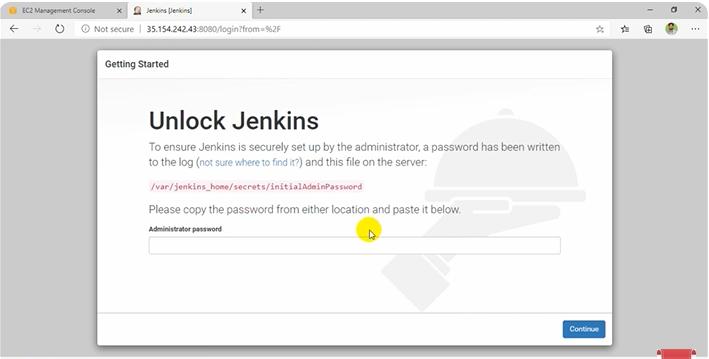 EC2 Management Console
Jenkins [Jenkins]
Not secure | 35.154.242.43:8080/login?from=%2F
Getting Started
Unlock Jenkins
To ensure Jenkins is securely set up by the administrator, a password has been written
to the log (not sure where to find it?) and this file on the server:
/var/jenkins_home/secrets/initialAdminPassword
Please copy the password from either location and paste it below.
Administrator password
Continue